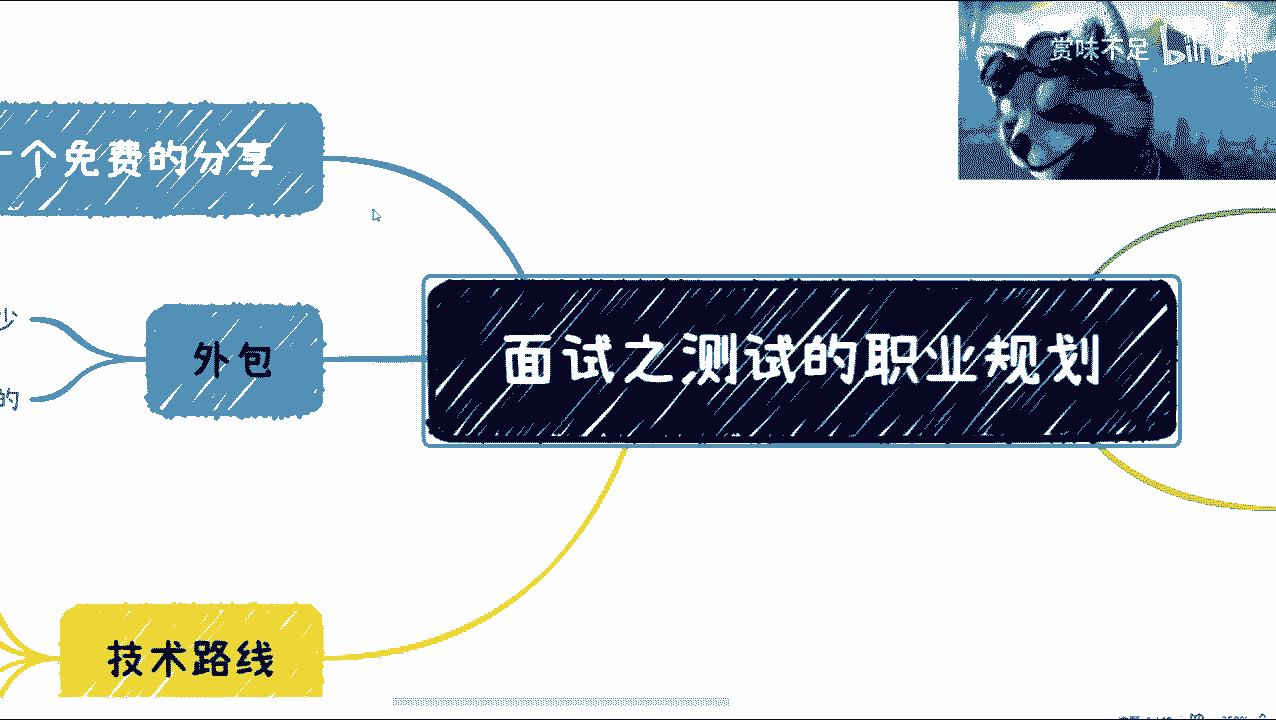 赏味不足 bilibili
个免费的分享
少
外包
的
面试之测试的职业规划
技术路线